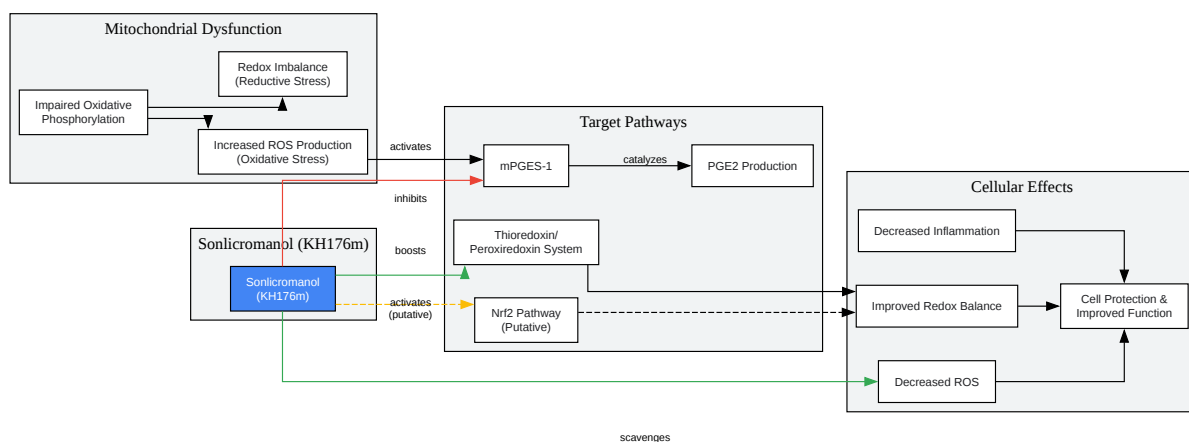 Mitochondrial Dysfunction
Redox Imbalance
(Reductive Stress)
Impaired Oxidative
Phosphorylation
Increased ROS Production
(Oxidative Stress)
activates
inhibits
Target Pathways
mPGES-1
catalyzes
PGE2 Production
Sonlicromanol (KH176m)
Sonlicromanol
(KH176m)
boosts
activates
(putative)
Thioredoxin/
Peroxiredoxin System
Nrf2 Pathway
(Putative)
Cellular Effects
Decreased Inflammation
Improved Redox Balance
Cell Protection &
Improved Function
Decreased ROS
scavenges